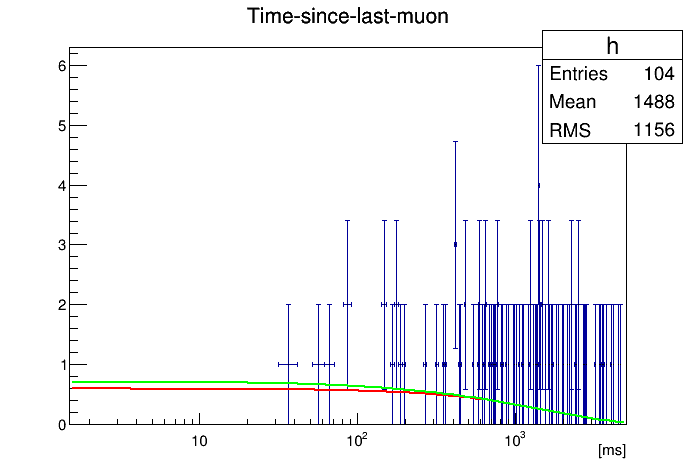 Time-since-last-muon
h
Entries 104
Mean 1488
RMS 1156
6
5
4
3
2
1
0
10 10² 10³
[ms]